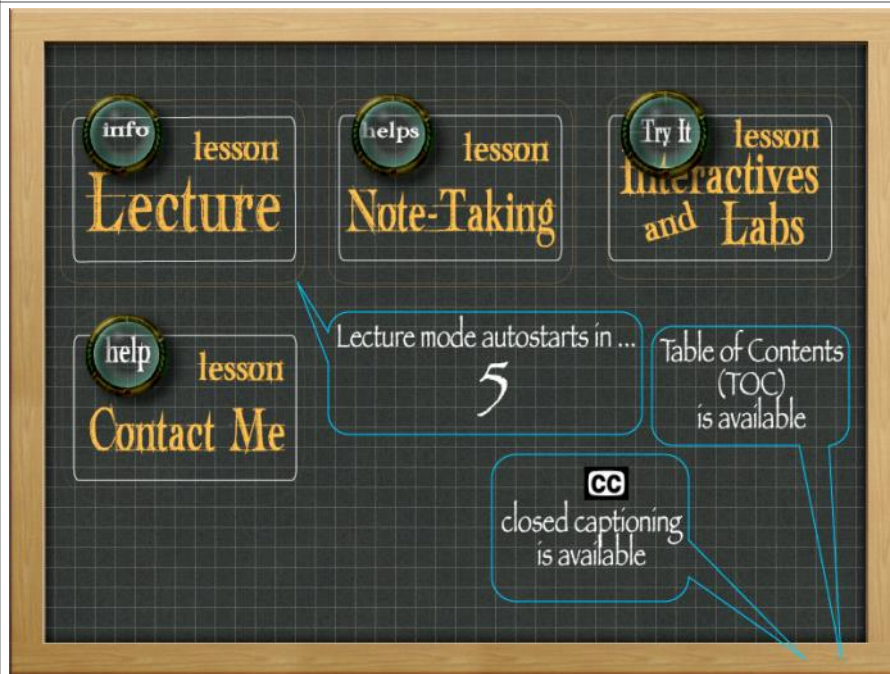 info
lesson
Lecture
helps
lesson
Note-Taking
Try It
lesson
Interactives
and Labs
help
lesson
Contact Me
Lecture mode autostarts in ...
5
Table of Contents
(TOC)
is available
CC
closed captioning
is available